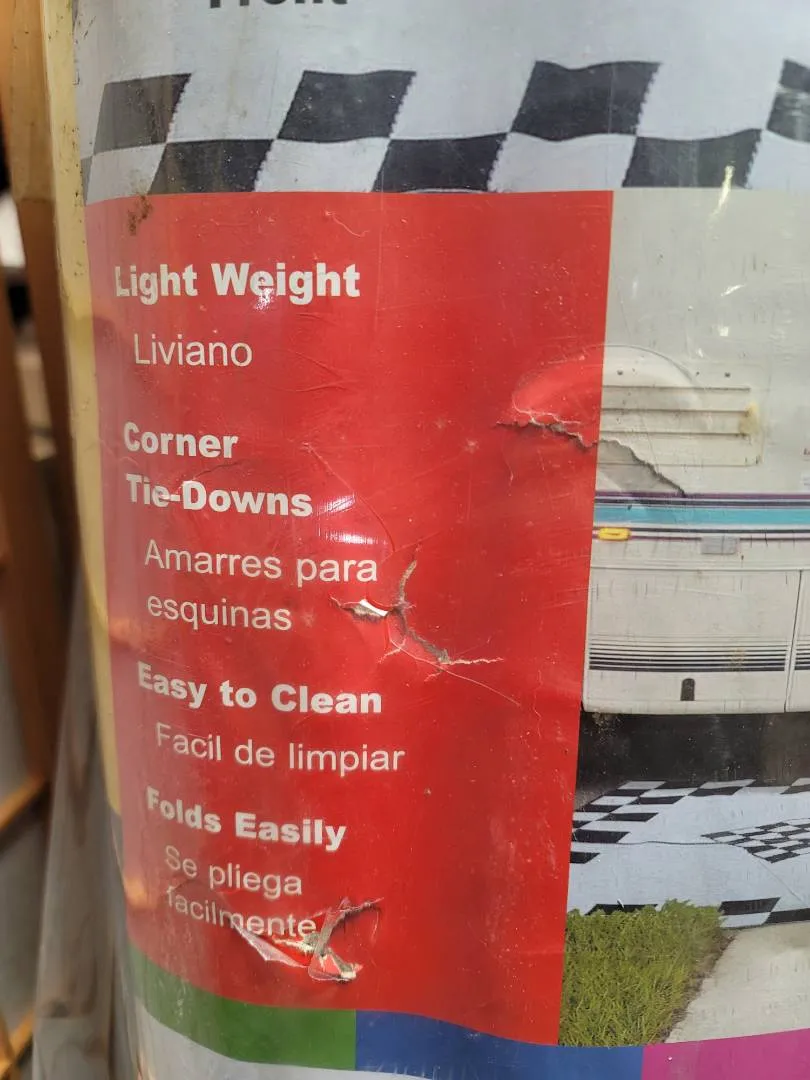 Front
Light Weight
Liviano
Corner
Tie-Downs
Amarres para
esquinas
Easy to Clean
Facil de limpiar
Folds Easily
Se pliega
facilmente